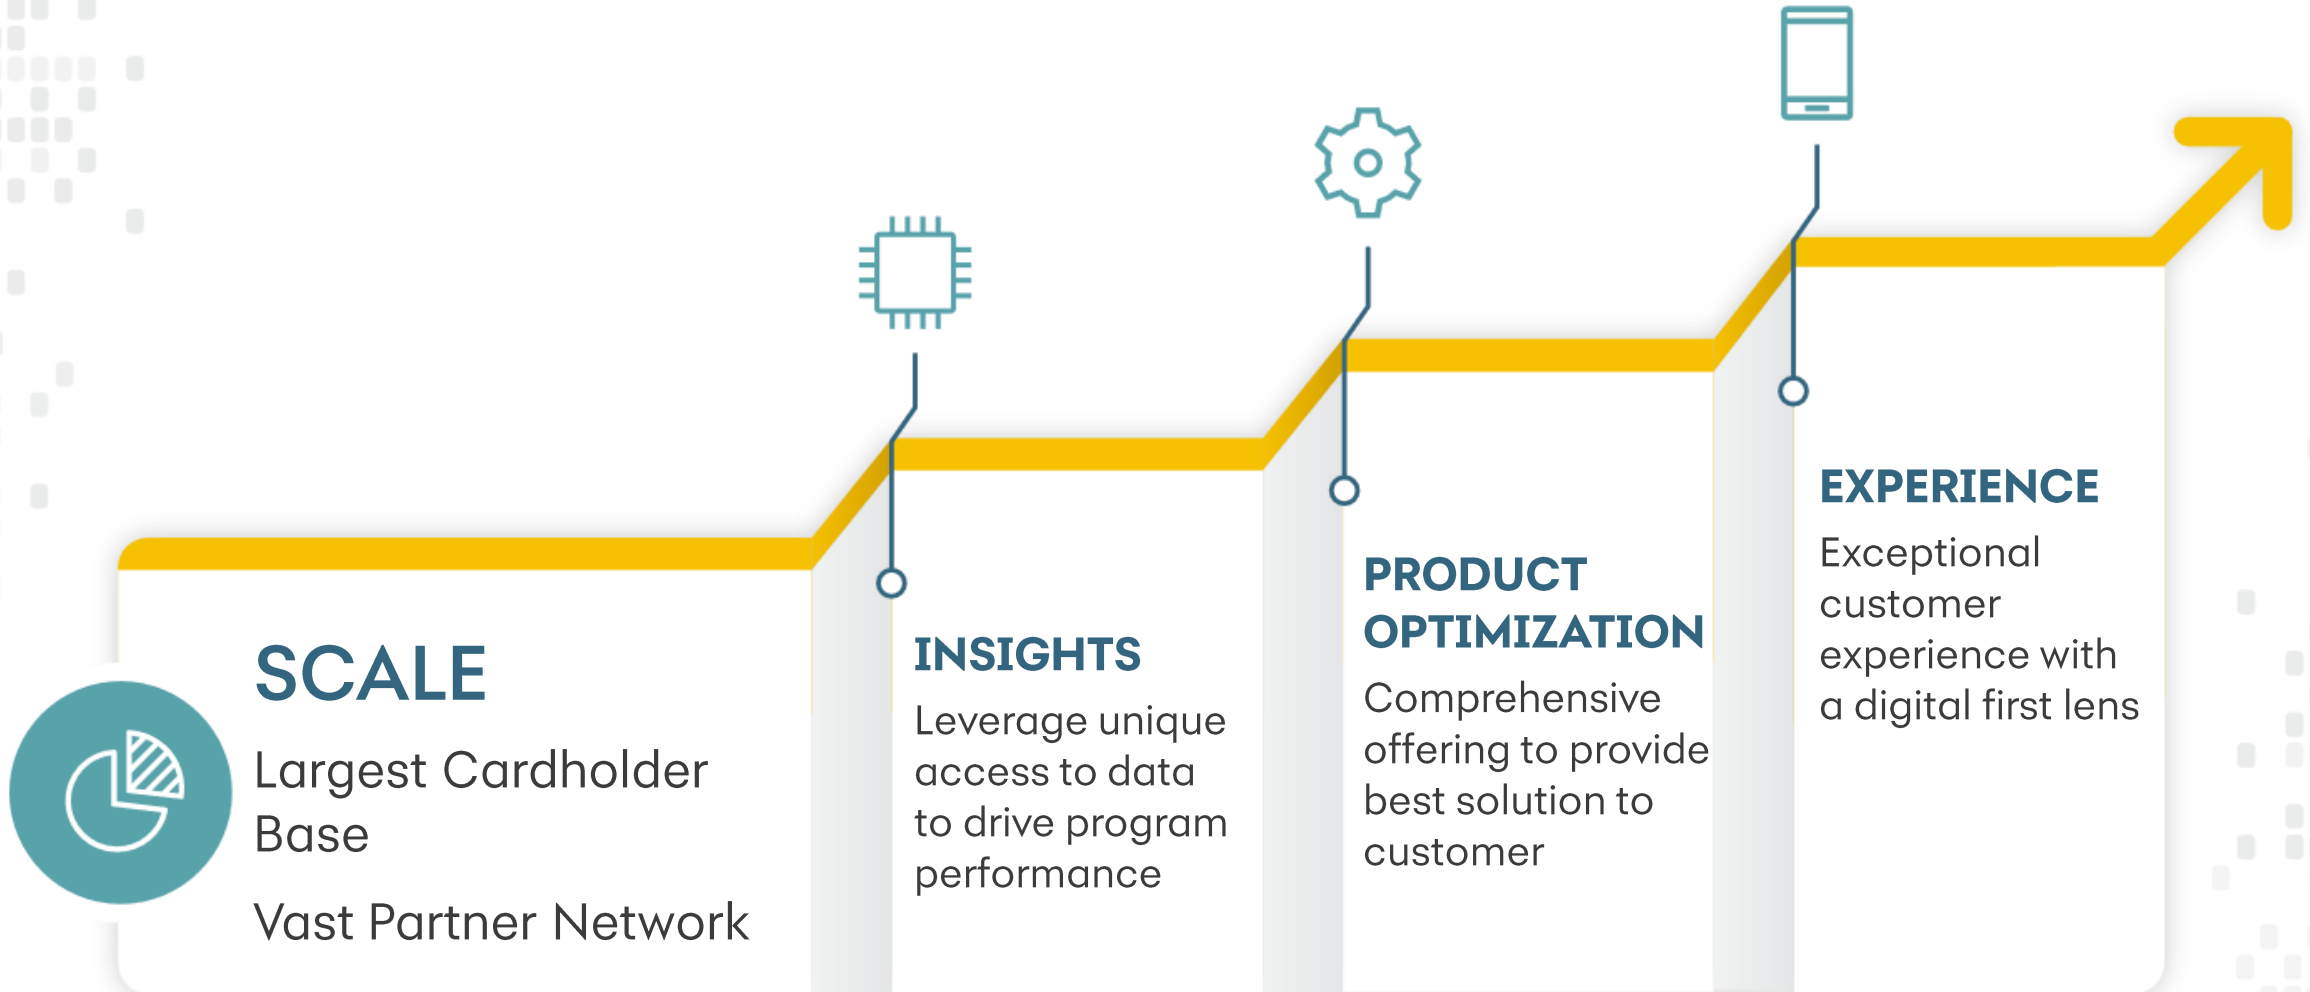 SCALE
Largest Cardholder
Base
Vast Partner Network
INSIGHTS
Leverage unique
access to data
to drive program
performance
PRODUCT
OPTIMIZATION
Comprehensive
offering to provide
best solution to
customer
EXPERIENCE
Exceptional
customer
experience with
a digital first lens